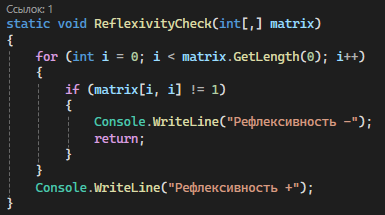 Ссылок: 1
static void ReflexivityCheck(int[,] matrix)
{
    for (int i = 0; i < matrix.GetLength(0); i++)
    {
        if (matrix[i, i] != 1)
        {
            Console.WriteLine("Рефлексивность -");
            return;
        }
    }
    Console.WriteLine("Рефлексивность +");
}